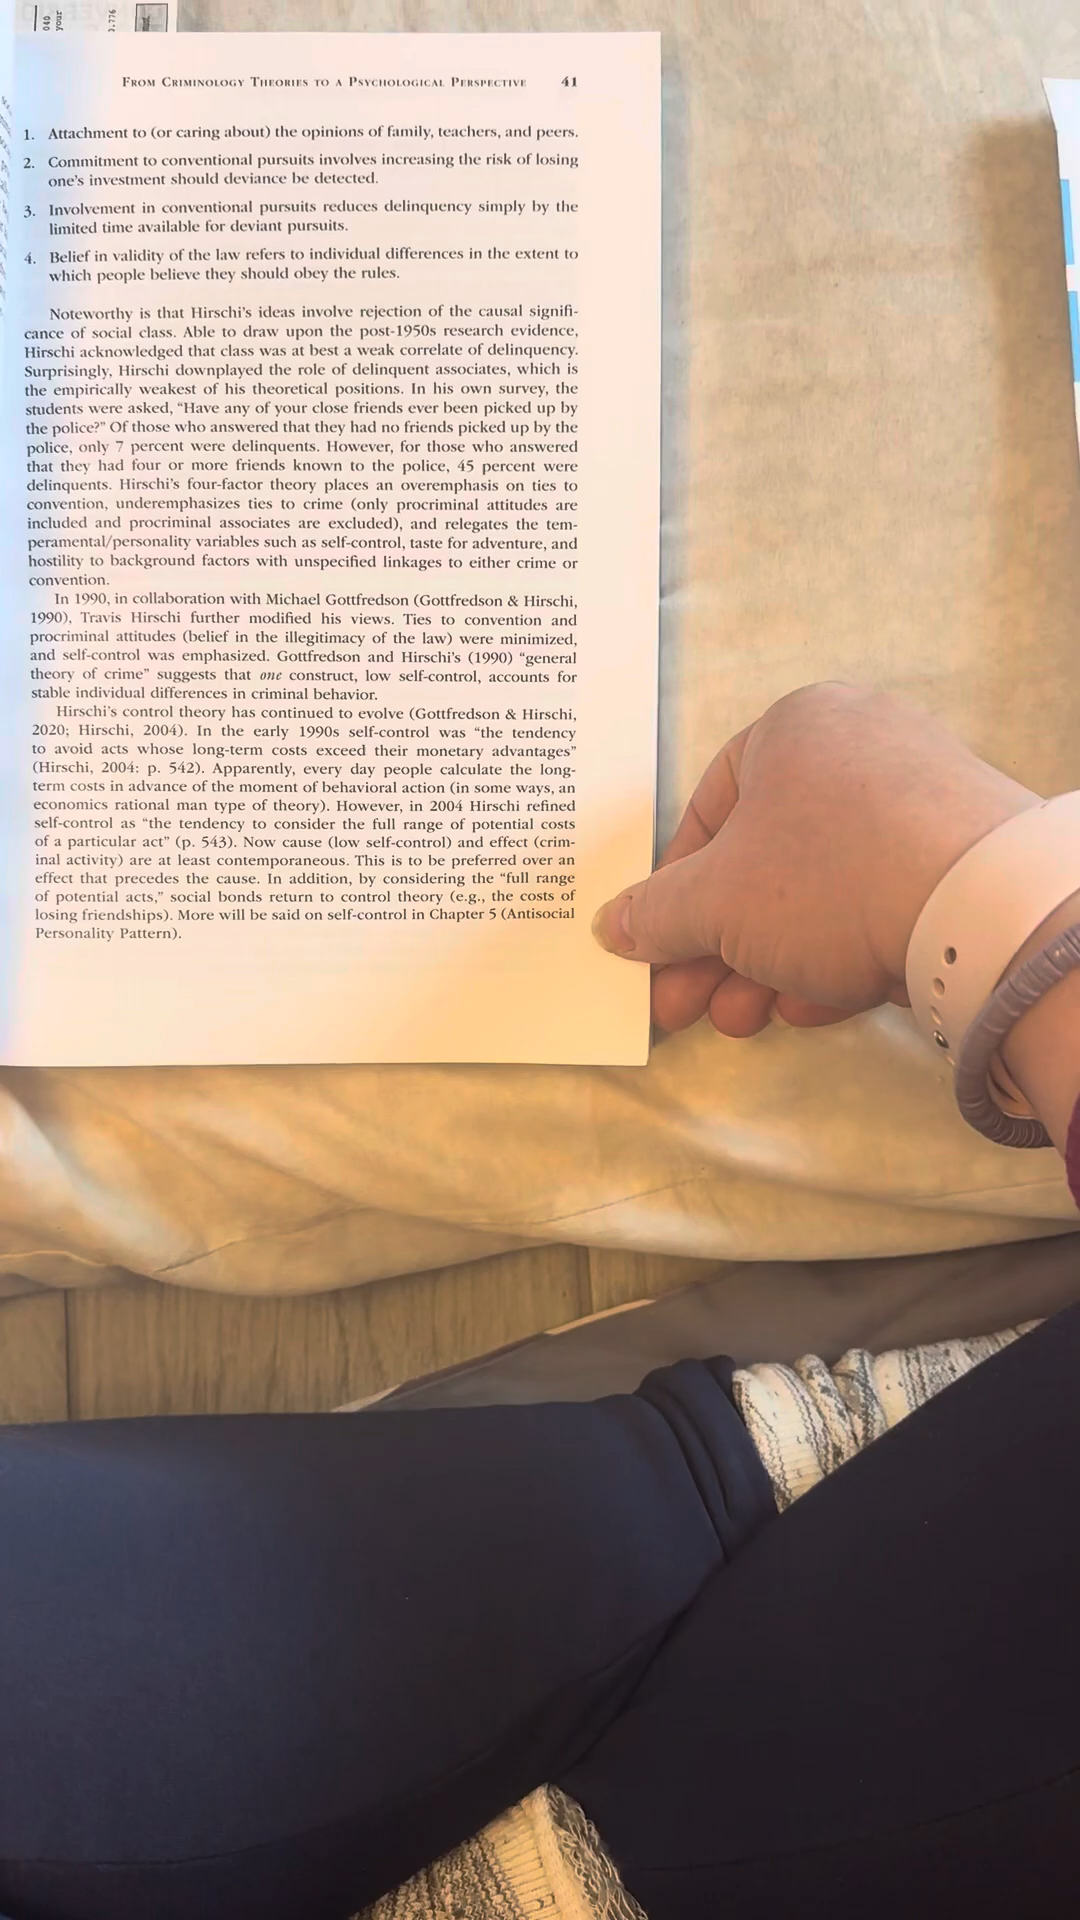 040
your
0.776
FROM CRIMINOLOGY THEORIES TO A PSYCHOLOGICAL PERSPECTIVE 41
1. Attachment to (or caring about) the opinions of family, teachers, and peers.
2. Commitment to conventional pursuits involves increasing the risk of losing
one's investment should deviance be detected.
3. Involvement in conventional pursuits reduces delinquency simply by the
limited time available for deviant pursuits.
4. Belief in validity of the law refers to individual differences in the extent to
which people believe they should obey the rules.
Noteworthy is that Hirschi's ideas involve rejection of the causal signifi-
cance of social class. Able to draw upon the post-1950s research evidence,
Hirschi acknowledged that class was at best a weak correlate of delinquency.
Surprisingly, Hirschi downplayed the role of delinquent associates, which is
the empirically weakest of his theoretical positions. In his own survey, the
students were asked, “Have any of your close friends ever been picked up by
the police?” Of those who answered that they had no friends picked up by the
police, only 7 percent were delinquents. However, for those who answered
that they had four or more friends known to the police, 45 percent were
delinquents. Hirschi's four-factor theory places an overemphasis on ties to
convention, underemphasizes ties to crime (only procriminal attitudes are
included and procriminal associates are excluded), and relegates the tem-
peramental/personality variables such as self-control, taste for adventure, and
hostility to background factors with unspecified linkages to either crime or
convention.
In 1990, in collaboration with Michael Gottfredson (Gottfredson & Hirschi,
1990), Travis Hirschi further modified his views. Ties to convention and
procriminal attitudes (belief in the illegitimacy of the law) were minimized,
and self-control was emphasized. Gottfredson and Hirschi's (1990) “general
theory of crime” suggests that one construct, low self-control, accounts for
stable individual differences in criminal behavior.
Hirschi's control theory has continued to evolve (Gottfredson & Hirschi,
2020; Hirschi, 2004). In the early 1990s self-control was “the tendency
to avoid acts whose long-term costs exceed their monetary advantages”
(Hirschi, 2004: p. 542). Apparently, every day people calculate the long-
term costs in advance of the moment of behavioral action (in some ways, an
economics rational man type of theory). However, in 2004 Hirschi refined
self-control as “the tendency to consider the full range of potential costs
of a particular act” (p. 543). Now cause (low self-control) and effect (crim-
inal activity) are at least contemporaneous. This is to be preferred over an
effect that precedes the cause. In addition, by considering the “full range
of potential acts,” social bonds return to control theory (e.g., the costs of
losing friendships). More will be said on self-control in Chapter 5 (Antisocial
Personality Pattern).